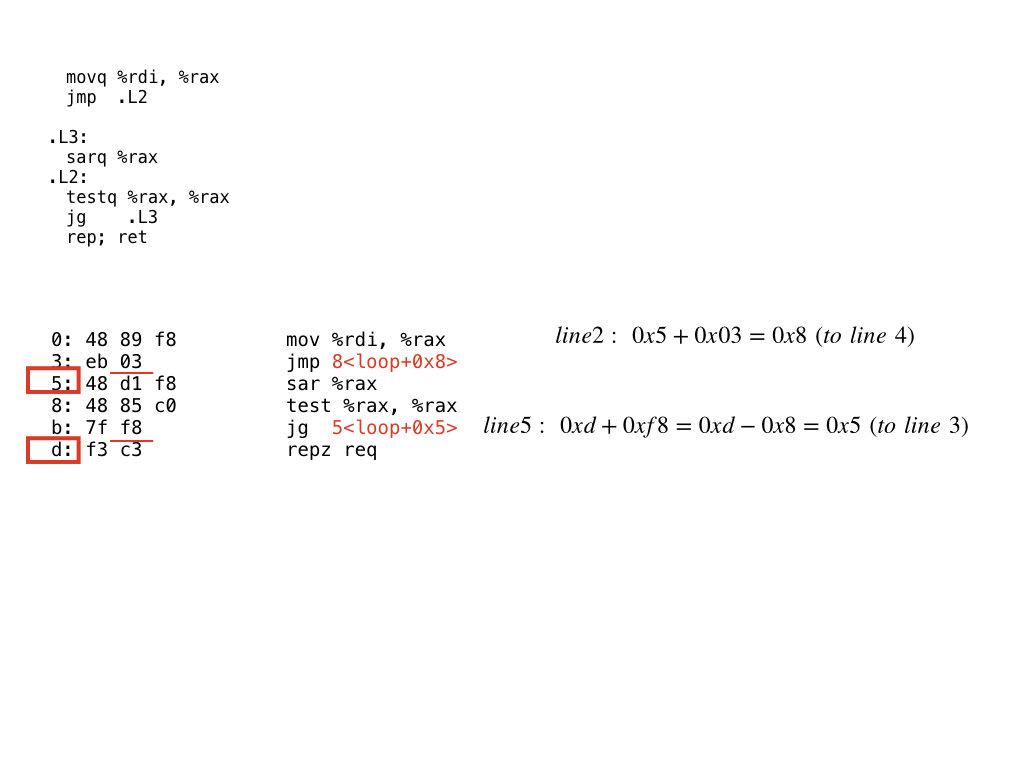 movq %rdi, %rax
jmp .L2
.L3:
sarq %rax
.L2:
testq %rax, %rax
jg .L3
rep; ret
0: 48 89 f8 mov %rdi, %rax
line2 : 0x5 + 0x03 = 0x8 (to line 4)
3: eb 03 jmp 8<loop+0x8>
5: 48 d1 f8 sar %rax
8: 48 85 c0 test %rax, %rax
b: 7f f8 jg 5<loop+0x5>
line5 : 0xd + 0xf8 = 0xd − 0x8 = 0x5 (to line 3)
d: f3 c3 repz req